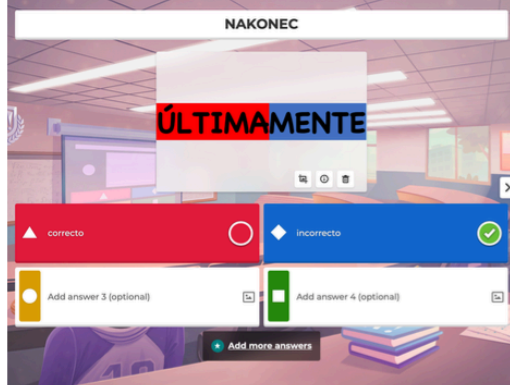 NAKONEC
ÚLTIMAMENTE
correcto
incorrecto
Add answer 3 (optional)
Add answer 4 (optional)
Add more answers